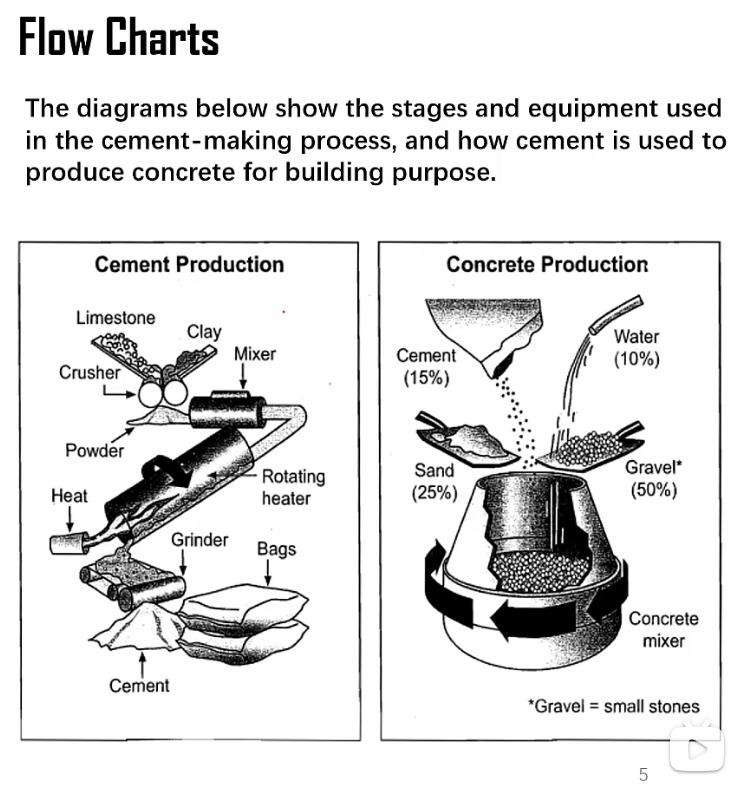 Flow Charts
The diagrams below show the stages and equipment used
in the cement-making process, and how cement is used to
produce concrete for building purpose.
Cement Production
Limestone
Clay
Mixer
Crusher
Powder
Rotating
heater
Heat
Grinder
Bags
Cement
Concrete Production
Cement
(15%)
Water
(10%)
Sand
(25%)
Gravel*
(50%)
Concrete
mixer
*Gravel = small stones
5